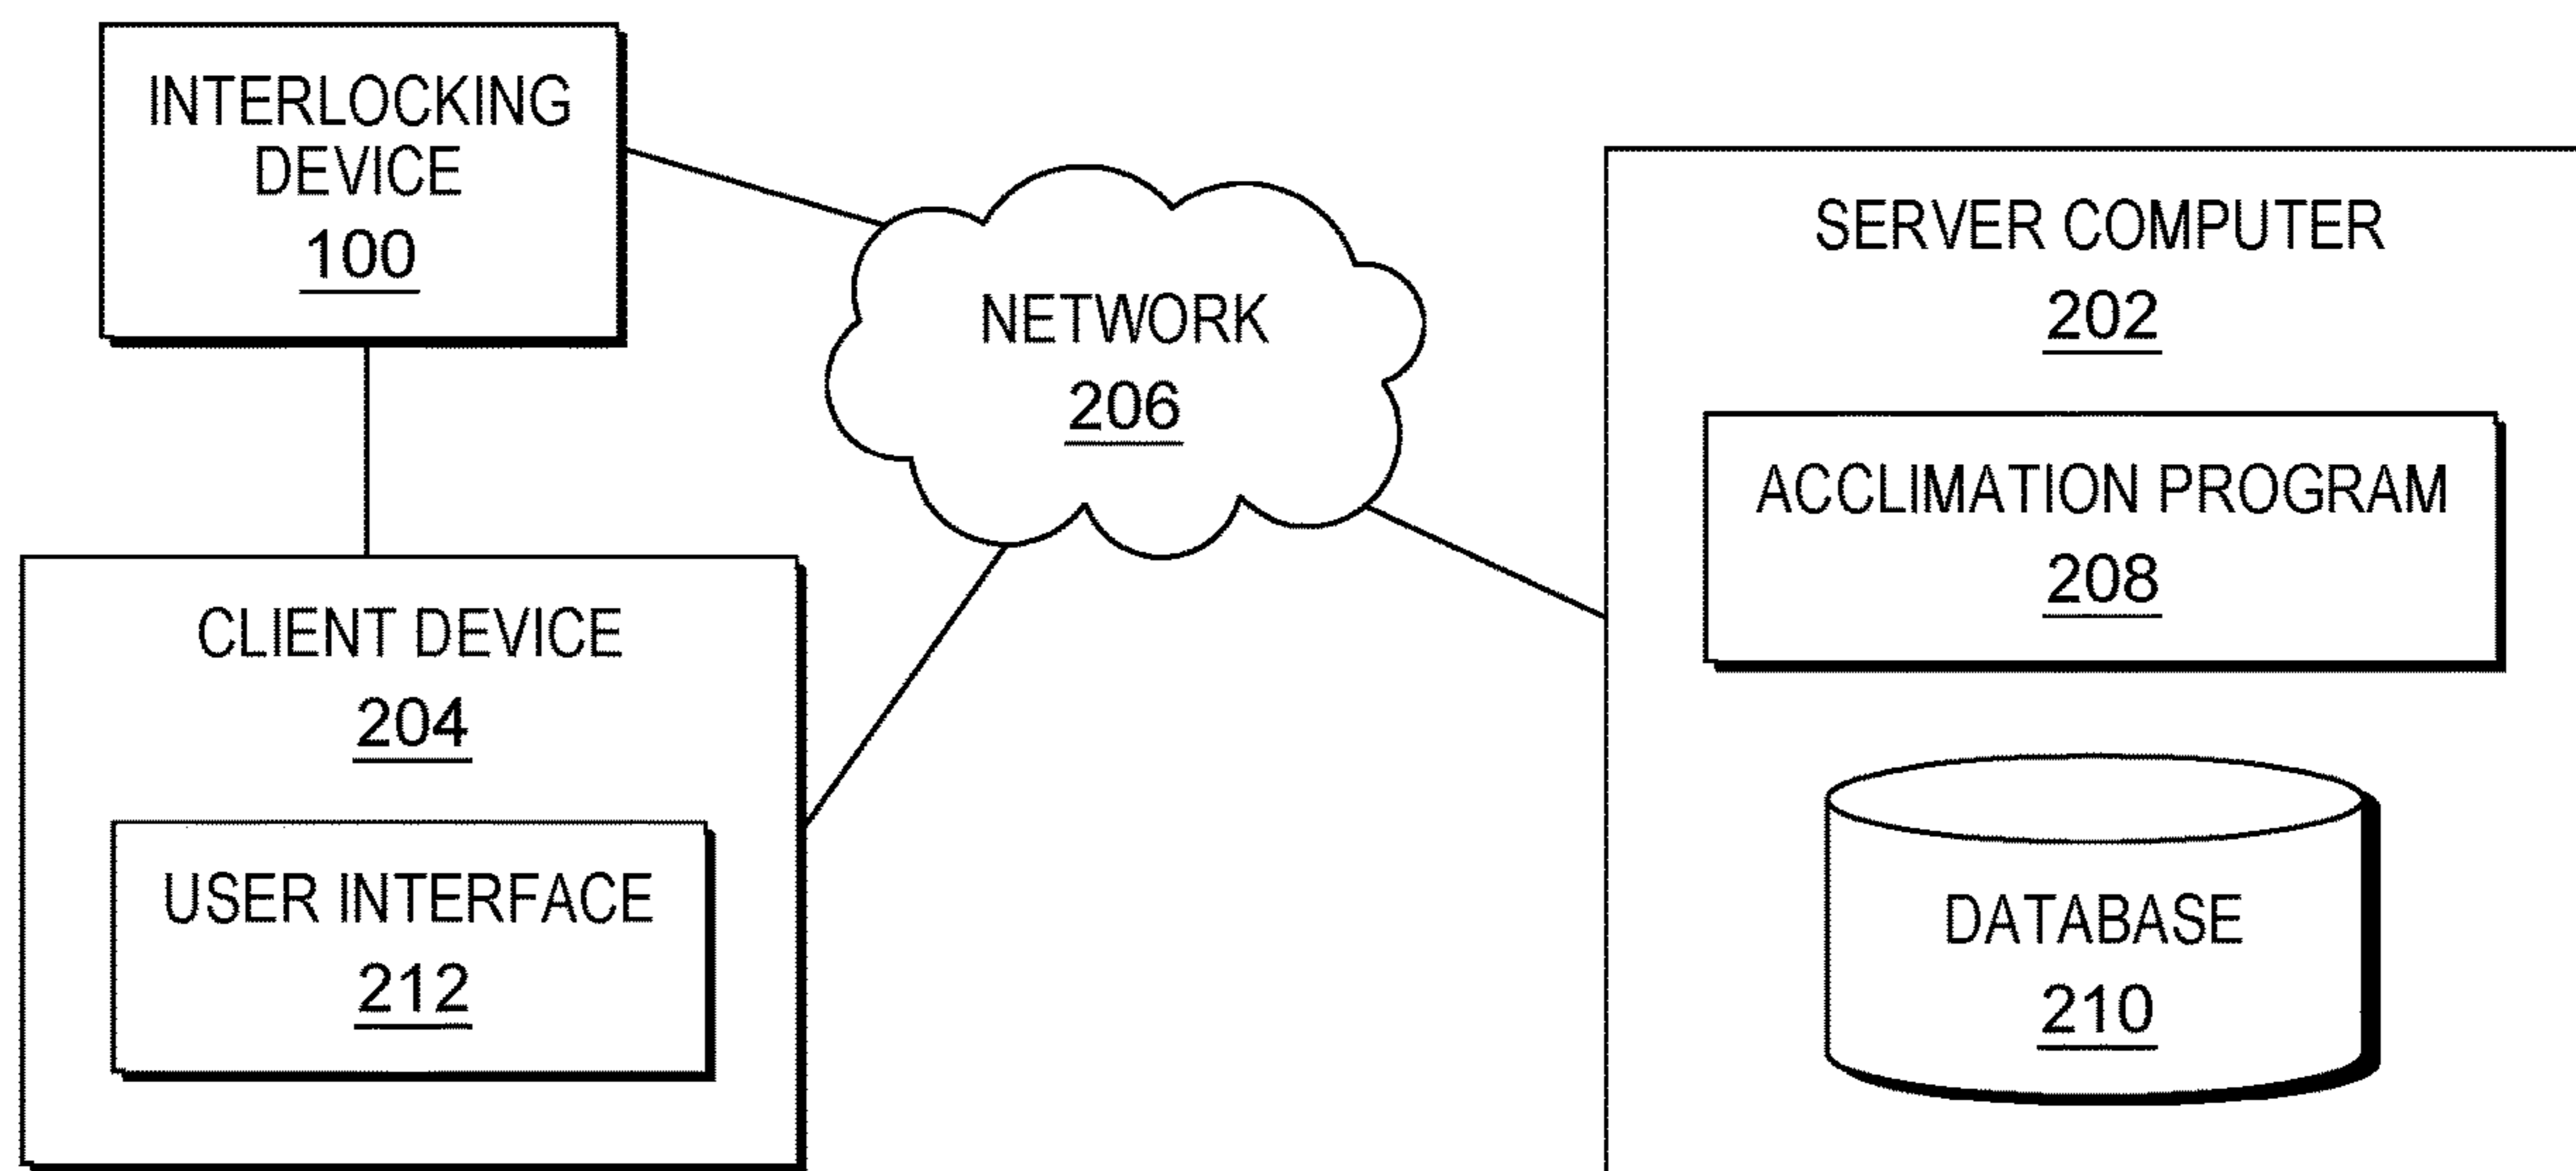 INTERLOCKING
DEVICE
100
NETWORK
206
SERVER COMPUTER
202
ACCLIMATION PROGRAM
208
DATABASE
210
CLIENT DEVICE
204
USER INTERFACE
212